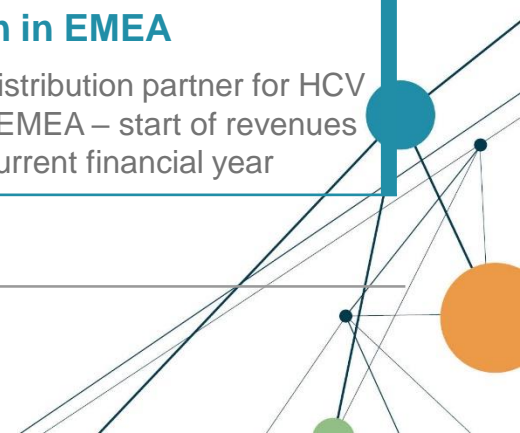 in EMEA
istribution partner for HCV
EMEA – start of revenues
urrent financial year